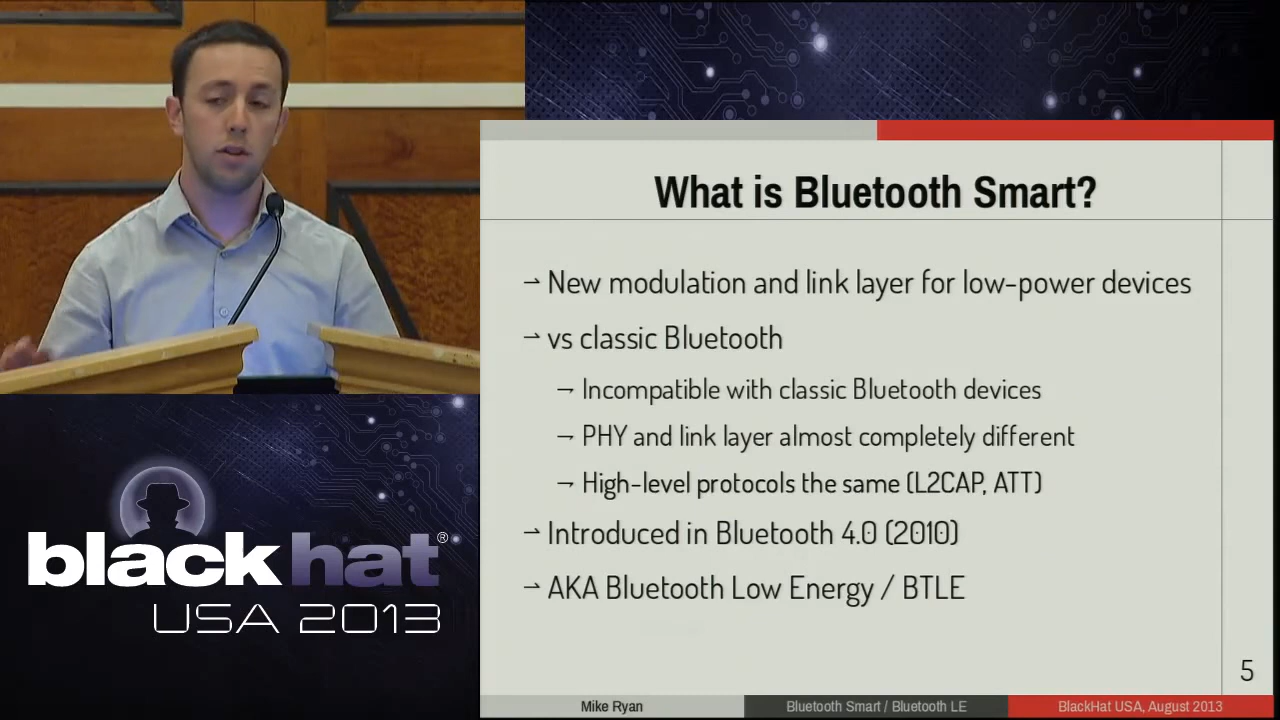 What is Bluetooth Smart?
→ New modulation and link layer for low-power devices
→ vs classic Bluetooth
→ Incompatible with classic Bluetooth devices
→ PHY and link layer almost completely different
→ High-level protocols the same (L2CAP, ATT)
→ Introduced in Bluetooth 4.0 (2010)
→ AKA Bluetooth Low Energy / BTLE
5
Mike Ryan
Bluetooth Smart / Bluetooth LE
BlackHat USA, August 2013
blackhat®
USA 2013